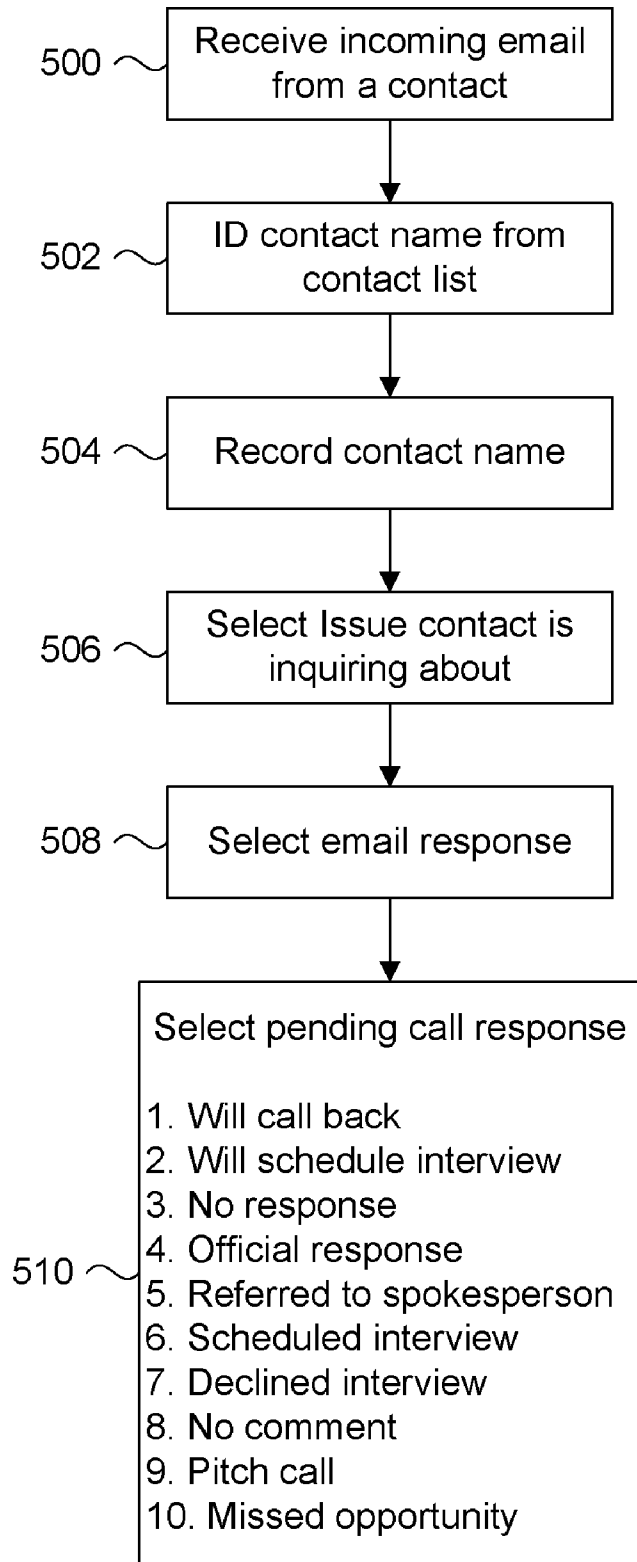 500
Receive incoming email
from a contact
502
ID contact name from
contact list
504
Record contact name
506
Select Issue contact is
inquiring about
508
Select email response
510
Select pending call response
1. Will call back
2. Will schedule interview
3. No response
4. Official response
5. Referred to spokesperson
6. Scheduled interview
7. Declined interview
8. No comment
9. Pitch call
10. Missed opportunity